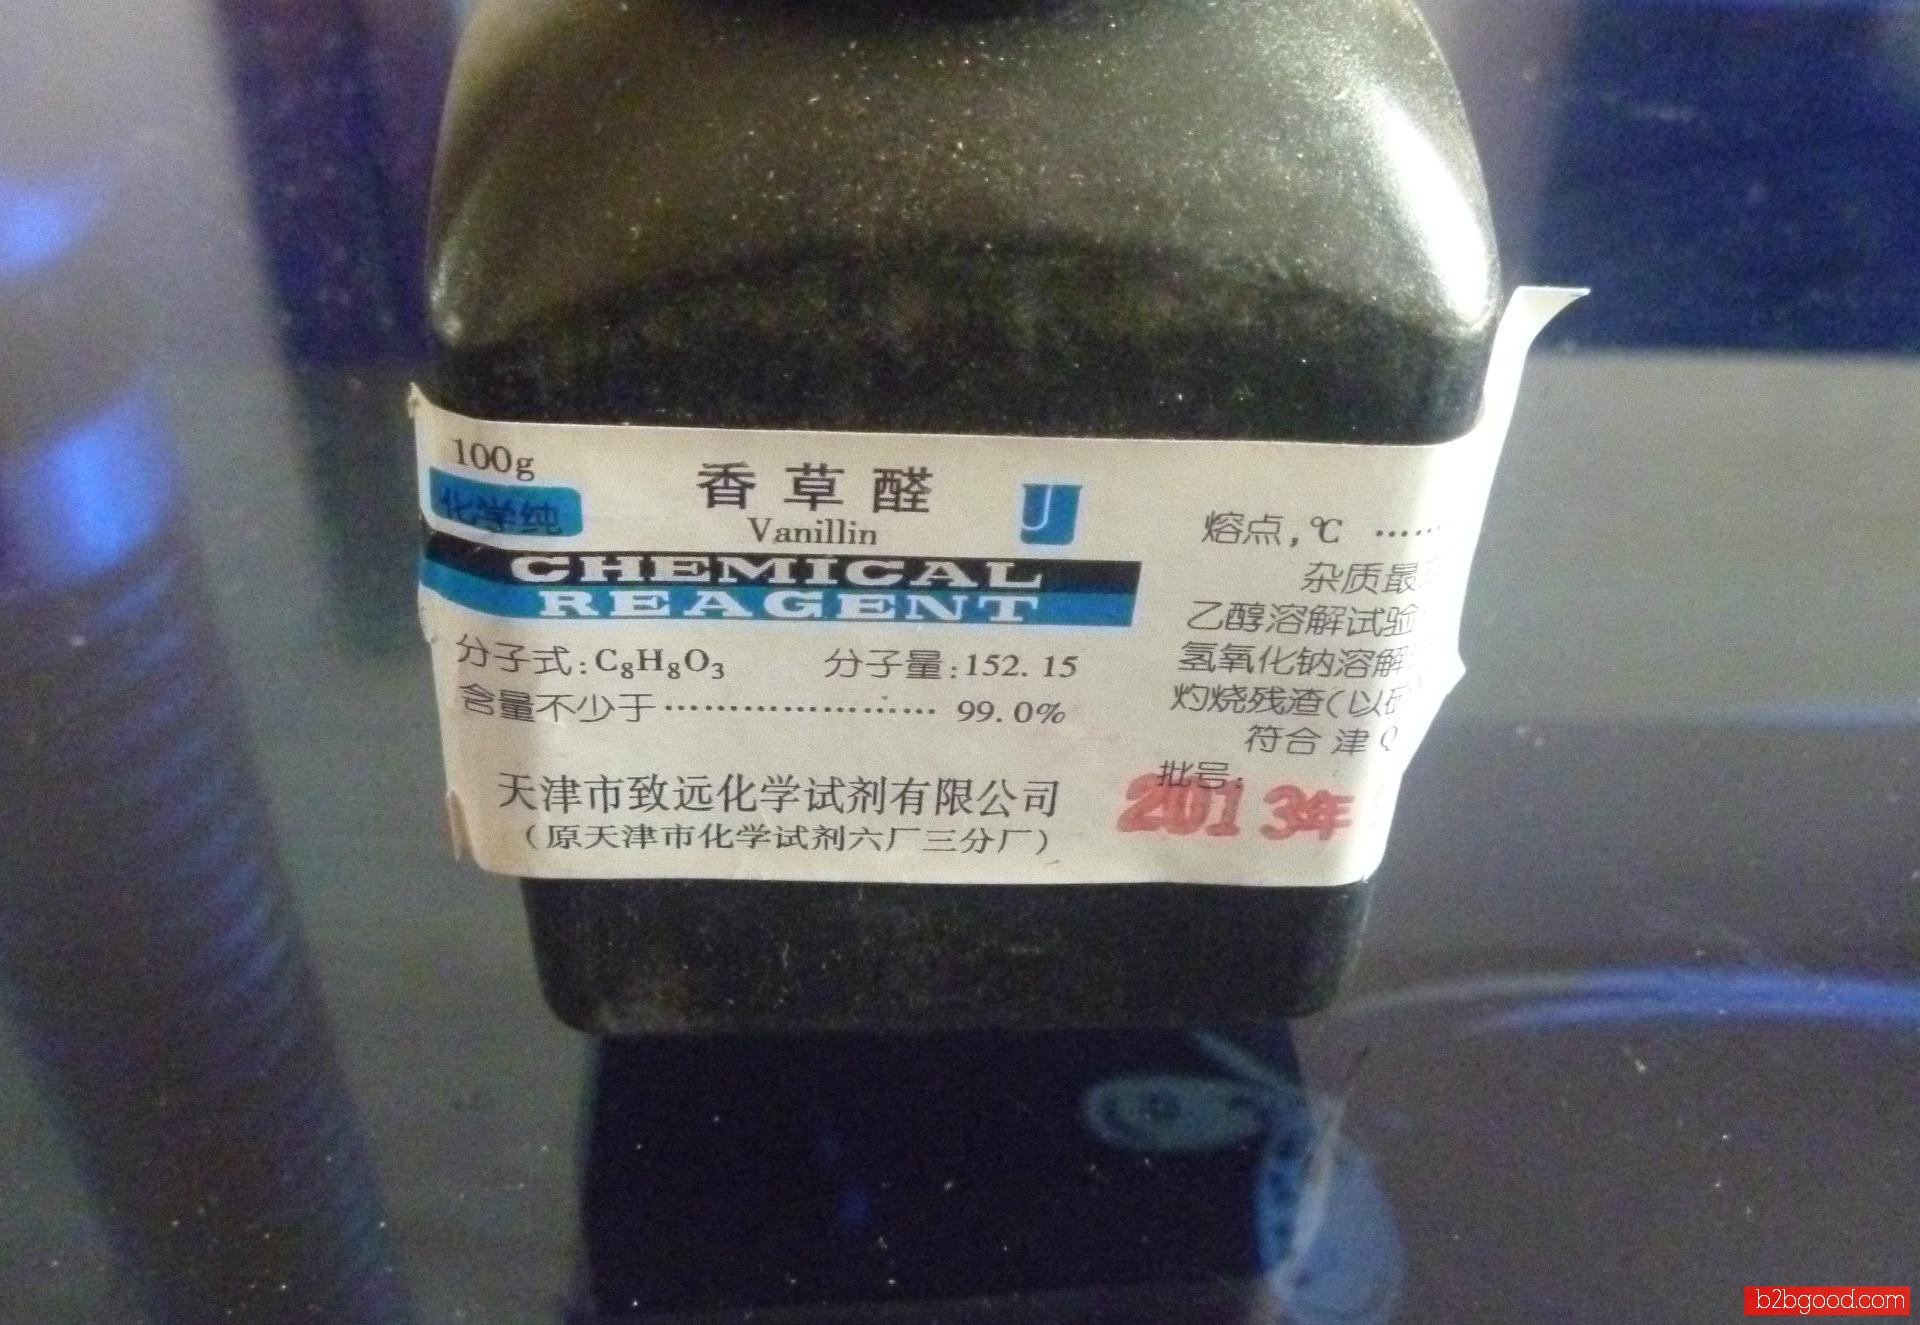 100g
化学纯
香草醛
Vanillin
J
CHEMICAL
REAGENT
分子式:C₈H₈O₃ 分子量:152.15
含量不少于…………………… 99.0%
天津市致远化学试剂有限公司
(原天津市化学试剂六厂三分厂)
熔点,℃ ……
杂质最
乙醇溶解试验
氢氧化钠溶解
灼烧残渣(以
符合津Q
批号:
2013年
b2bgood.com